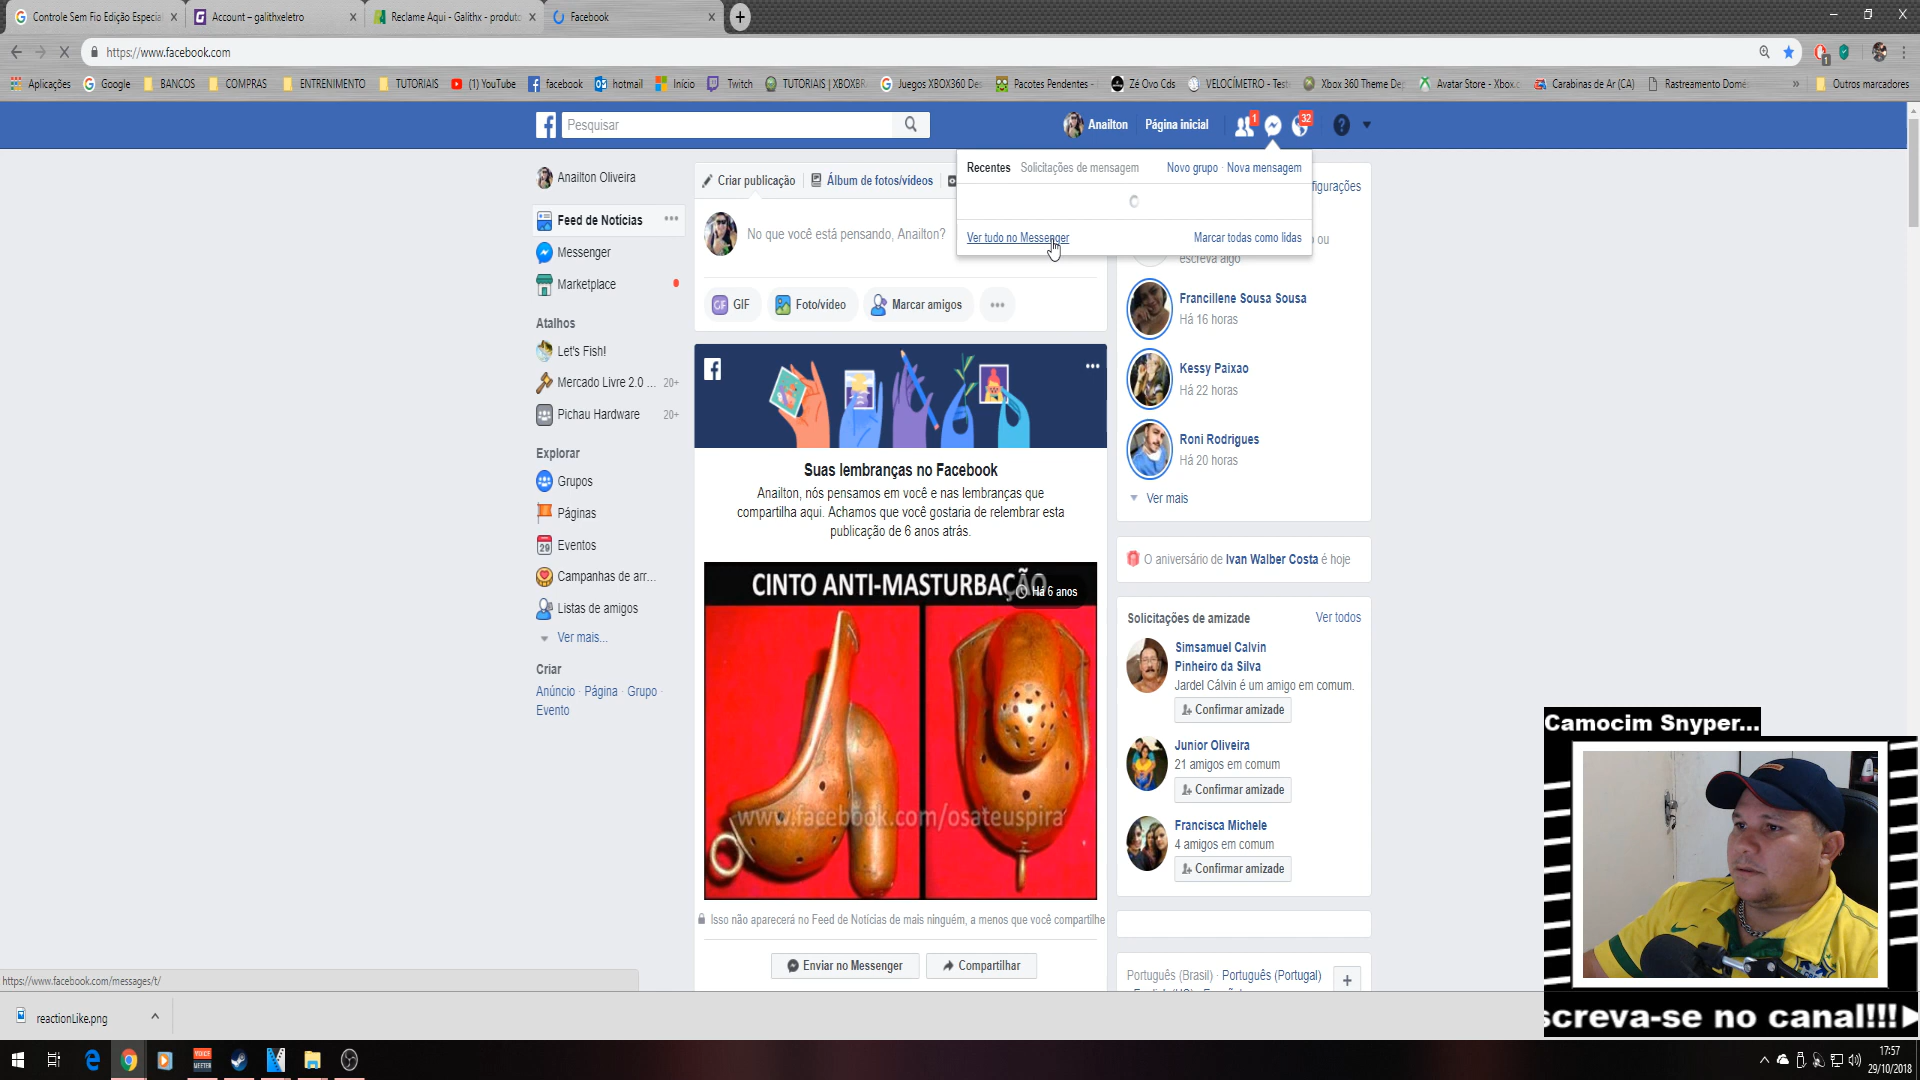 Controle Sem Fio Edição Especia
Account – galithxeletro
Reclame Aqui - Galithx - produto
Facebook
https://www.facebook.com
Aplicações
Google
BANCOS
COMPRAS
ENTRENIMENTO
TUTORIAIS
(1) YouTube
facebook
hotmail
Início
Twitch
TUTORIAIS | XBOXBR
Juegos XBOX360 De
Pacotes Pendentes -
Zé Ovo Cds
VELOCÍMETRO - Test
Xbox 360 Theme De
Avatar Store - Xbox.c
Carabinas de Ar (CA)
Rastreamento Domé
Outros marcadores
Pesquisar
Anailton
Página inicial
1
32
Recentes
Solicitações de mensagem
Novo grupo · Nova mensagem
Ver tudo no Messenger
Marcar todas como lidas
figurações
ou
escreva algo
Anailton Oliveira
Feed de Notícias
Messenger
Marketplace
Atalhos
Let's Fish!
Mercado Livre 2.0 ... 20+
Pichau Hardware 20+
Explorar
Grupos
Páginas
29
Eventos
Campanhas de arr...
Listas de amigos
Ver mais...
Criar
Anúncio · Página · Grupo ·
Evento
Criar publicação
Álbum de fotos/vídeos
No que você está pensando, Anailton?
GIF GIF
Foto/vídeo
Marcar amigos
Suas lembranças no Facebook
Anailton, nós pensamos em você e nas lembranças que
compartilha aqui. Achamos que você gostaria de relembrar esta
publicação de 6 anos atrás.
CINTO ANTI-MASTURBAÇÃO
Há 6 anos
www.facebook.com/osateuspira
Isso não aparecerá no Feed de Notícias de mais ninguém, a menos que você compartilhe
Enviar no Messenger
Compartilhar
Francillene Sousa Sousa
Há 16 horas
Kessy Paixao
Há 22 horas
Roni Rodrigues
Há 20 horas
Ver mais
O aniversário de Ivan Walber Costa é hoje
Solicitações de amizade
Ver todos
Simsamuel Calvin
Pinheiro da Silva
Jardel Cálvin é um amigo em comum.
Confirmar amizade
Junior Oliveira
21 amigos em comum
Confirmar amizade
Francisca Michele
4 amigos em comum
Confirmar amizade
Português (Brasil) · Português (Portugal)
Camocim Snyper...
screva-se no canal!!!
https://www.facebook.com/messages/t/
reactionLike.png
VOICE
MEETER
17:57
29/10/2018